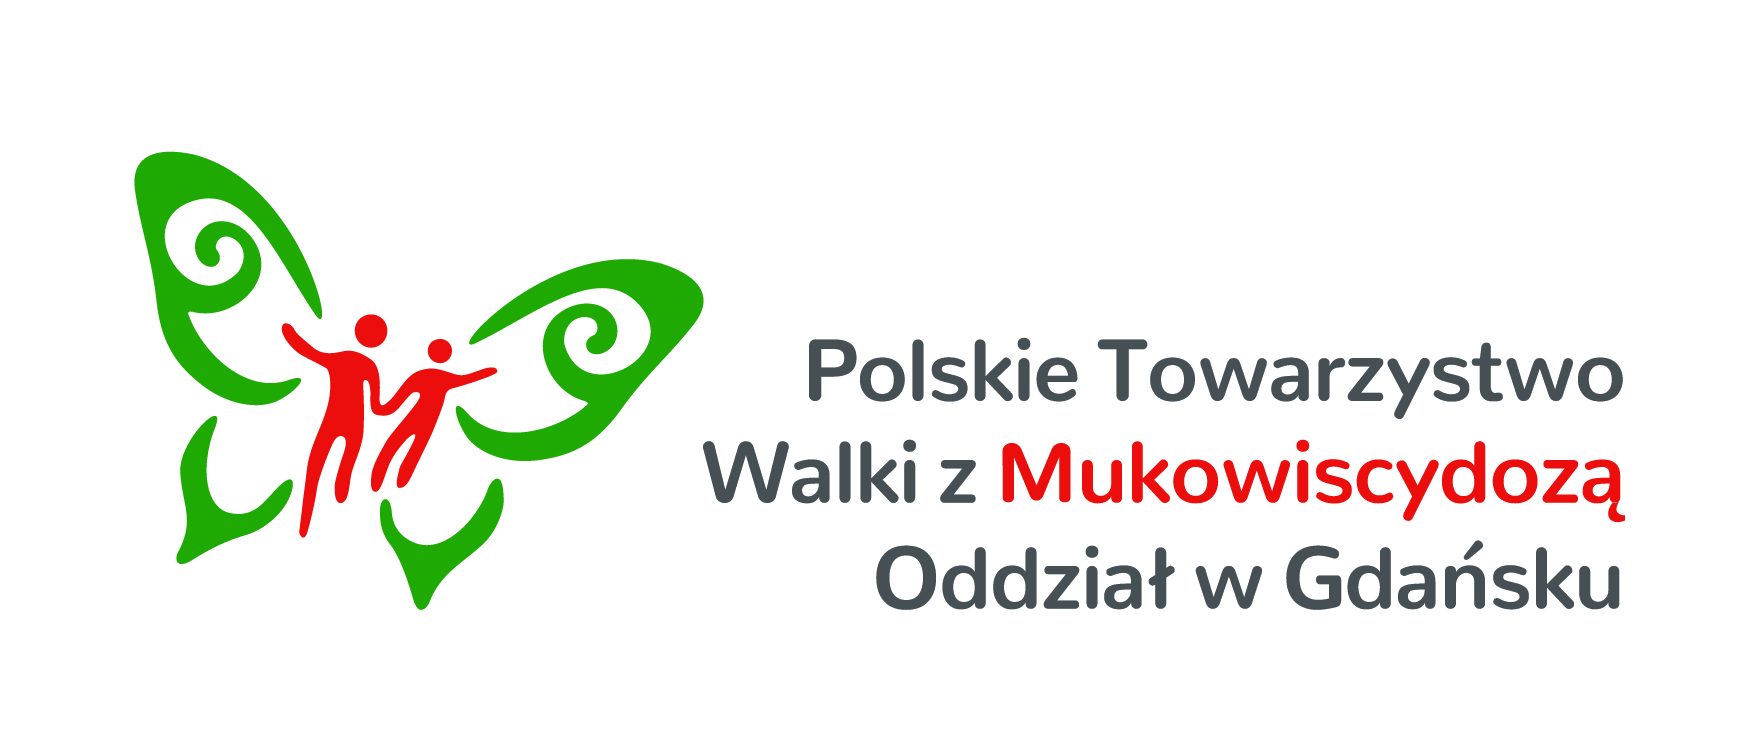 Polskie Towarzystwo
Walki z Mukowiscydozą
Oddział w Gdańsku